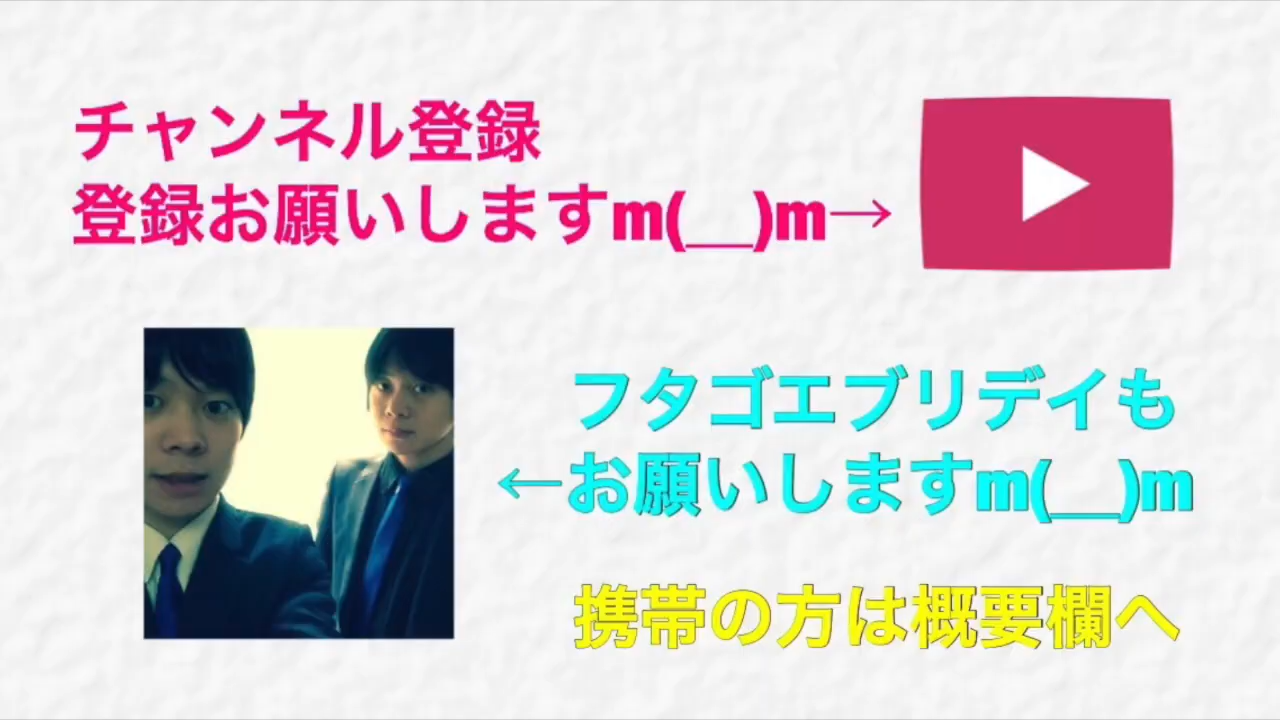 チャンネル登録
登録お願いしますm(__)m→
フタゴエブリデイも
←お願いしますm(__)m
携帯の方は概要欄へ